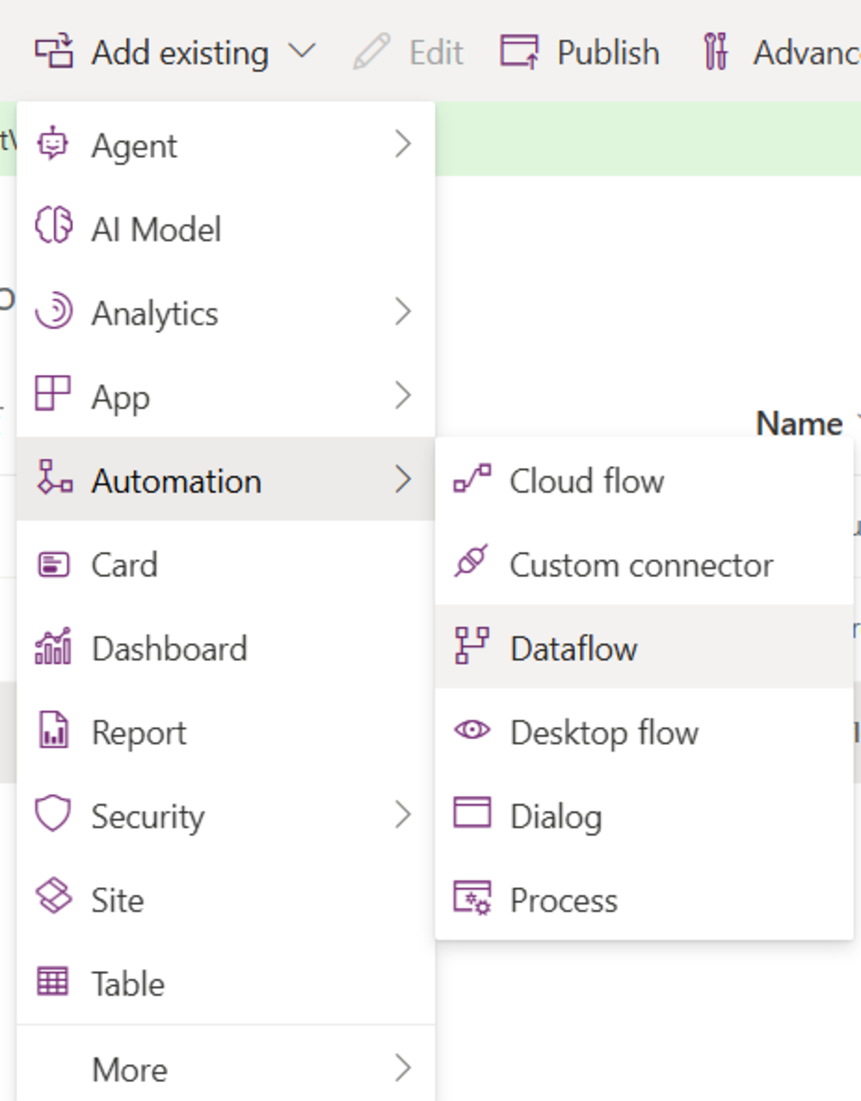 Add existing Edit Publish Advanc
Agent
AI Model
Analytics
App
Name
Automation
Cloud flow
Card
Custom connector
Dashboard
Dataflow
Report
Desktop flow
Security
Dialog
Site
Process
Table
More